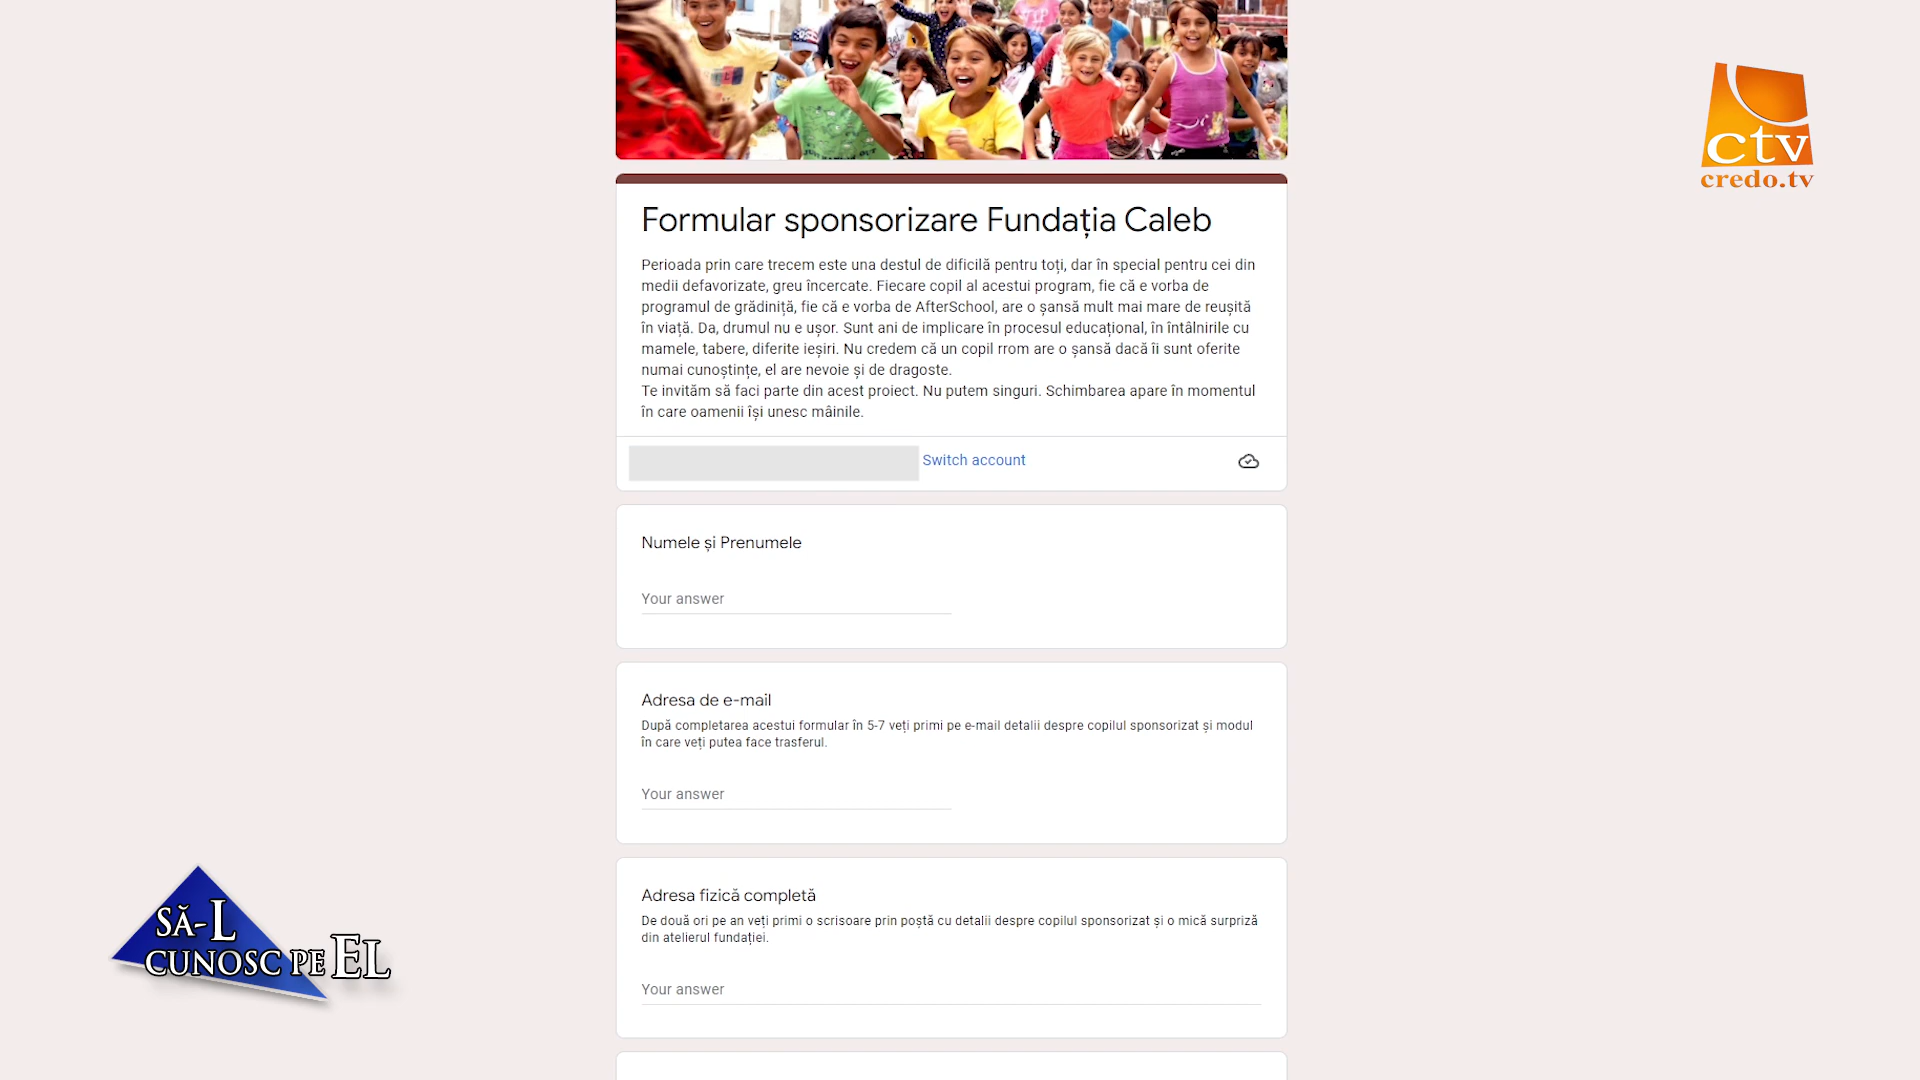 ctv
credo.tv
Formular sponsorizare Fundația Caleb
Perioada prin care trecem este una destul de dificilă pentru toți, dar în special pentru cei din
medii defavorizate, greu încercate. Fiecare copil al acestui program, fie că e vorba de
programul de grădiniță, fie că e vorba de AfterSchool, are o șansă mult mai mare de reușită
în viață. Da, drumul nu e ușor. Sunt ani de implicare în procesul educațional, în întâlnirile cu
mamele, tabere, diferite ieșiri. Nu credem că un copil rrom are o șansă dacă îi sunt oferite
numai cunoștințe, el are nevoie și de dragoste.
Te invităm să faci parte din acest proiect. Nu putem singuri. Schimbarea apare în momentul
în care oamenii își unesc mâinile.
Switch account
Numele și Prenumele
Your answer
Adresa de e-mail
După completarea acestui formular în 5-7 veți primi pe e-mail detalii despre copilul sponsorizat și modul
în care veți putea face trasferul.
Your answer
Adresa fizică completă
De două ori pe an veți primi o scrisoare prin poștă cu detalii despre copilul sponsorizat și o mică surpriză
din atelierul fundației.
Your answer
SĂ-L
CUNOSC PE EL